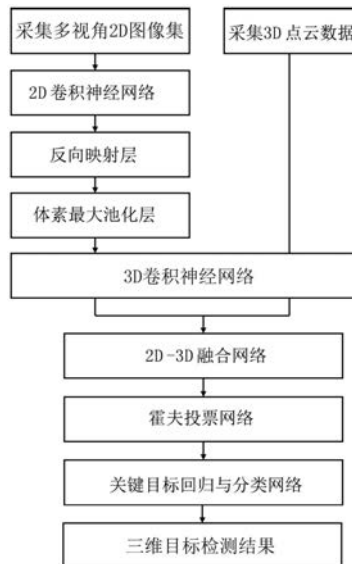 采集多视角2D图像集
采集3D点云数据
2D卷积神经网络
反向映射层
体素最大池化层
3D卷积神经网络
2D-3D融合网络
霍夫投票网络
关键目标回归与分类网络
三维目标检测结果